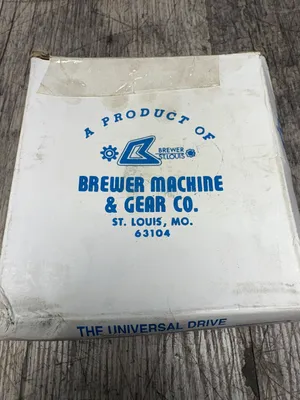 A PRODUCT OF
BREWER
ST.LOUIS
BREWER MACHINE
& GEAR CO.
ST. LOUIS, MO.
63104
THE UNIVERSAL DRIVE